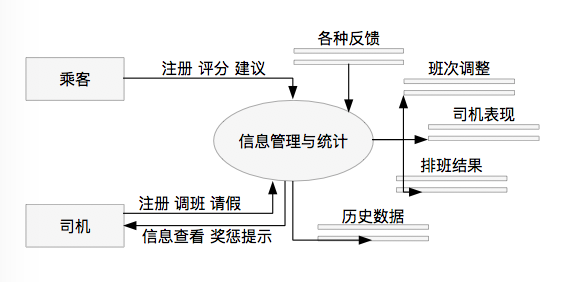 各种反馈
乘客
注册 评分 建议
班次调整
司机表现
信息管理与统计
排班结果
注册 调班 请假
历史数据
司机
信息查看 奖惩提示